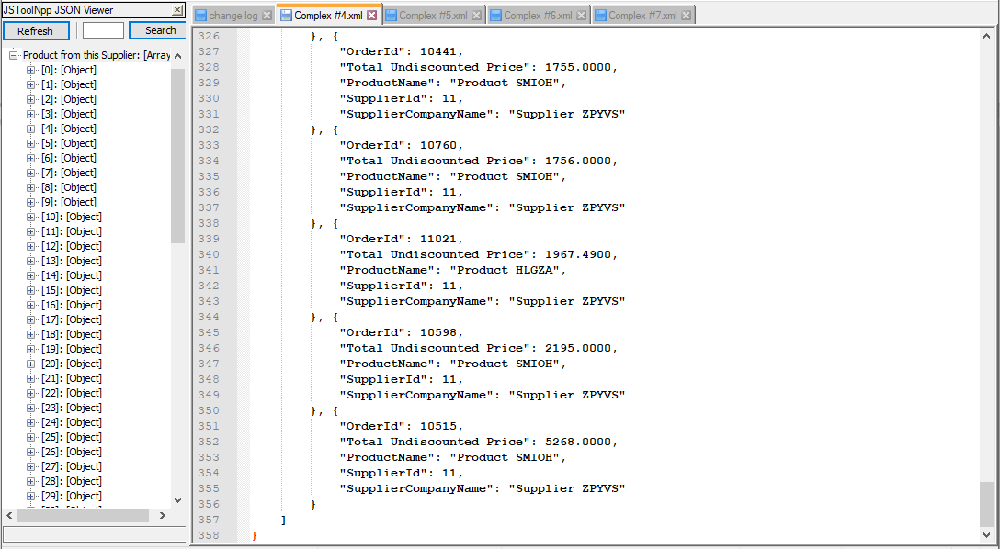 JSToolNpp JSON Viewer
Refresh
Search
Product from this Supplier: [Array
[0]: [Object]
[1]: [Object]
[2]: [Object]
[3]: [Object]
[4]: [Object]
[5]: [Object]
[6]: [Object]
[7]: [Object]
[8]: [Object]
[9]: [Object]
[10]: [Object]
[11]: [Object]
[12]: [Object]
[13]: [Object]
[14]: [Object]
[15]: [Object]
[16]: [Object]
[17]: [Object]
[18]: [Object]
[19]: [Object]
[20]: [Object]
[21]: [Object]
[22]: [Object]
[23]: [Object]
[24]: [Object]
[25]: [Object]
[26]: [Object]
[27]: [Object]
[28]: [Object]
[29]: [Object]
change.log Complex #4.xml Complex #5.xml Complex #6.xml Complex #7.xml
326 }, {
327 "OrderId": 10441,
328 "Total Undiscounted Price": 1755.0000,
329 "ProductName": "Product SMIOH",
330 "SupplierId": 11,
331 "SupplierCompanyName": "Supplier ZPYVS"
332 }, {
333 "OrderId": 10760,
334 "Total Undiscounted Price": 1756.0000,
335 "ProductName": "Product SMIOH",
336 "SupplierId": 11,
337 "SupplierCompanyName": "Supplier ZPYVS"
338 }, {
339 "OrderId": 11021,
340 "Total Undiscounted Price": 1967.4900,
341 "ProductName": "Product HLGZA",
342 "SupplierId": 11,
343 "SupplierCompanyName": "Supplier ZPYVS"
344 }, {
345 "OrderId": 10598,
346 "Total Undiscounted Price": 2195.0000,
347 "ProductName": "Product SMIOH",
348 "SupplierId": 11,
349 "SupplierCompanyName": "Supplier ZPYVS"
350 }, {
351 "OrderId": 10515,
352 "Total Undiscounted Price": 5268.0000,
353 "ProductName": "Product SMIOH",
354 "SupplierId": 11,
355 "SupplierCompanyName": "Supplier ZPYVS"
356 }
357 ]
358 }